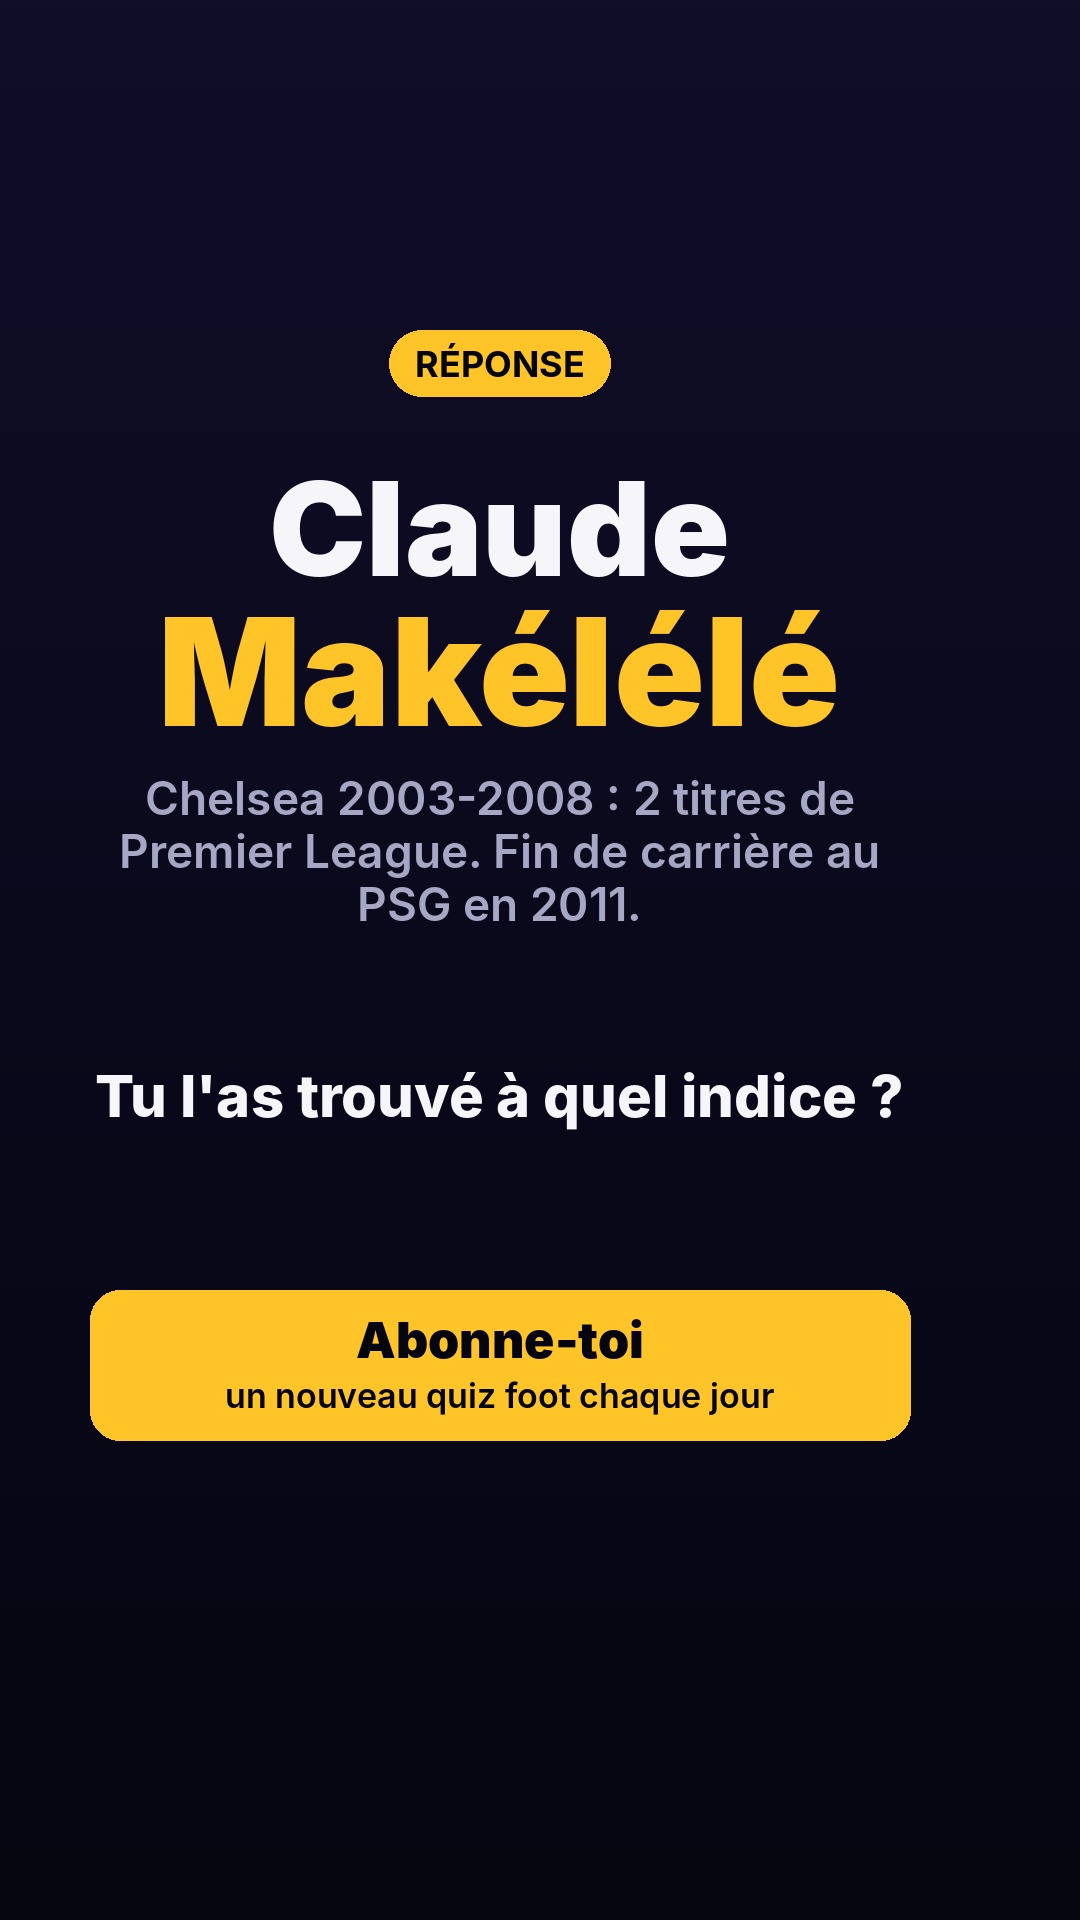 RÉPONSE
Claude
Makélélé
Chelsea 2003-2008 : 2 titres de
Premier League. Fin de carrière au
PSG en 2011.
Tu l'as trouvé à quel indice ?
Abonne-toi
un nouveau quiz foot chaque jour